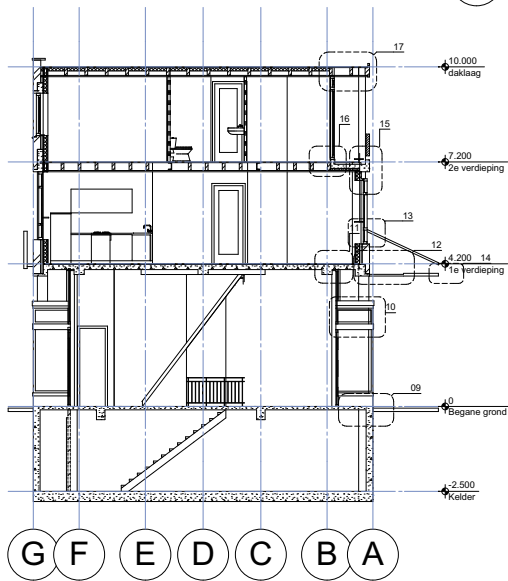 17
10.000
daklaag
16
15
7.200
2e verdieping
13
11
12
4.200
14
1e verdieping
10
09
0
Begane grond
-2.500
Kelder
G F E D C B A